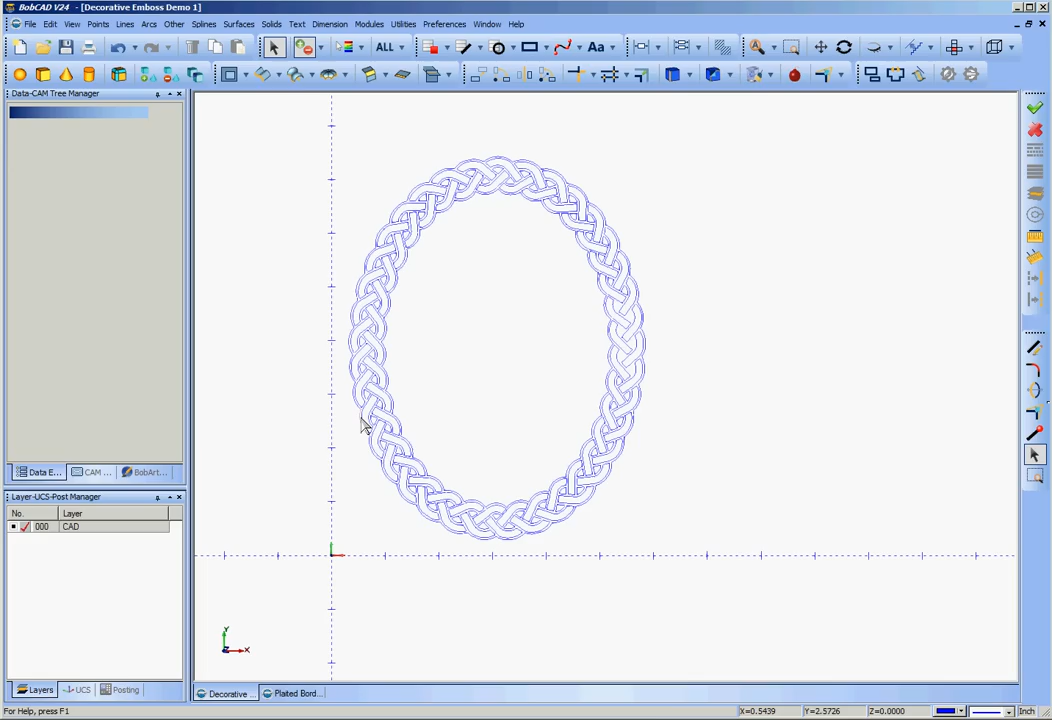 BobCAD V24 - [Decorative Emboss Demo 1]
File Edit View Points Lines Arcs Other Splines Surfaces Solids Text Dimension Modules Utilities Preferences Window Help
ALL
Aa
Data-CAM Tree Manager
Data E... CAM ... BobArt...
Layer-UCS-Post Manager
No. Layer
000 CAD
Y
X
Z
Layers UCS Posting
Decorative ... Plaited Bord...
For Help, press F1
X=0.5439 Y=2.5726 Z=0.0000 Inch